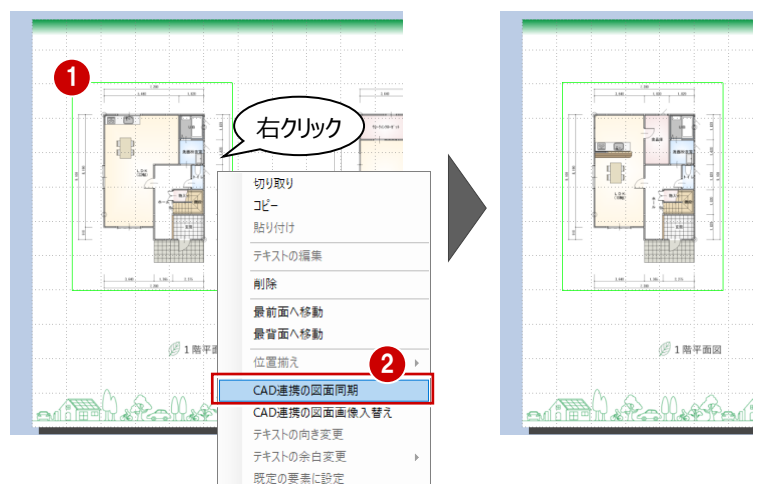 1
右クリック
切り取り
コピー
貼り付け
テキストの編集
削除
最前面へ移動
最背面へ移動
位置揃え
2
CAD連携の図面同期
CAD連携の図面画像入替え
テキストの向き変更
テキストの余白変更
既定の要素に設定
1階平面
1階平面図